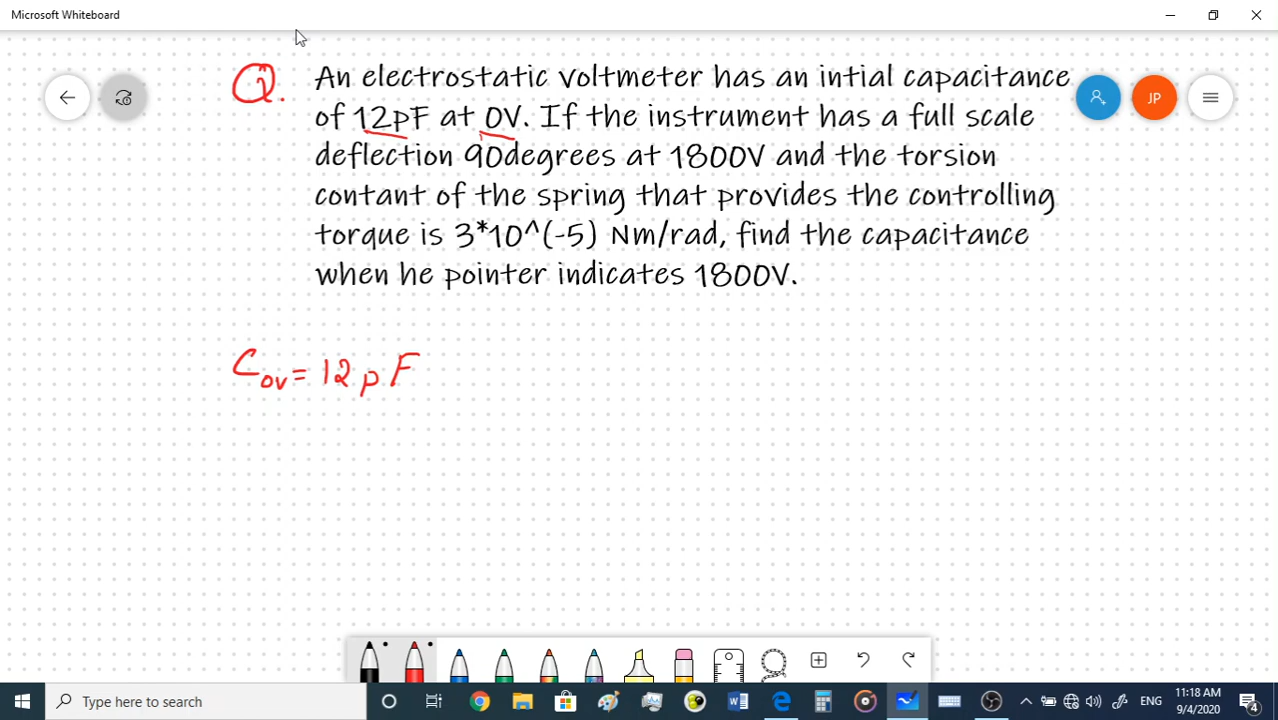 Microsoft Whiteboard
Q. An electrostatic voltmeter has an intial capacitance
of 12pF at 0V. If the instrument has a full scale
deflection 90degrees at 1800V and the torsion
contant of the spring that provides the controlling
torque is 3*10^(-5) Nm/rad, find the capacitance
when he pointer indicates 1800V.
JP
C0V = 12 pF
Type here to search
ENG
11:18 AM
9/4/2020
4